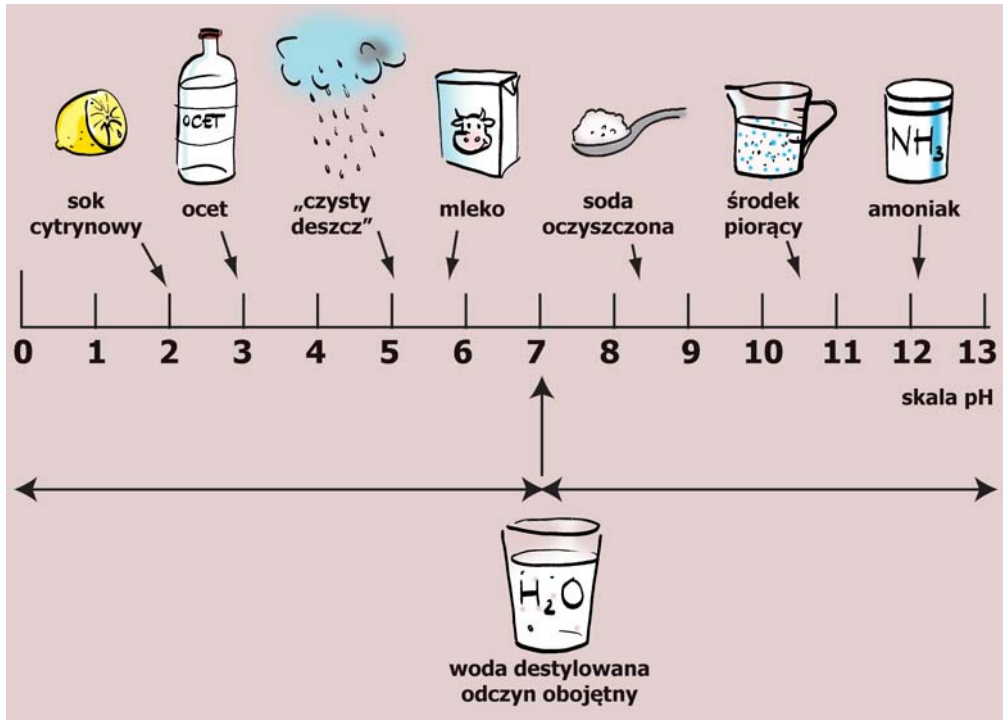 OCET
NH₃
sok
cytrynowy
ocet
„czysty
deszcz”
mleko
soda
oczyszczona
środek
piorący
amoniak
0 1 2 3 4 5 6 7 8 9 10 11 12 13
skala pH
H₂O
woda destylowana
odczyn obojętny